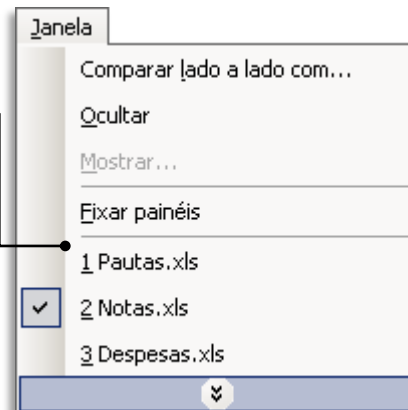 Janela
Comparar lado a lado com...
Ocultar
Mostrar...
Fixar painéis
1 Pautas.xls
2 Notas.xls
3 Despesas.xls